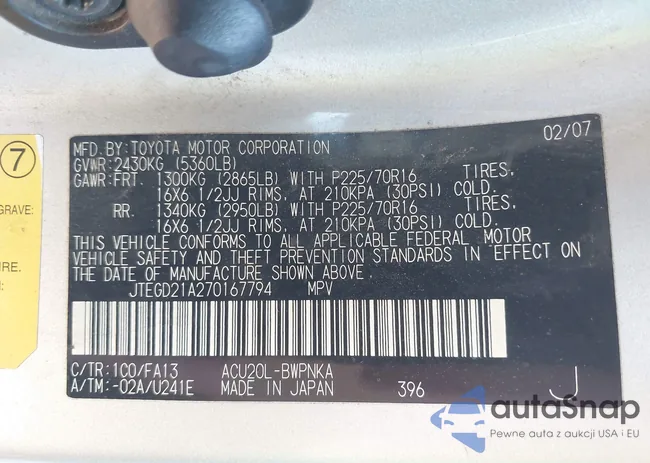 MFD.BY:TOYOTA MOTOR CORPORATION 02/07
GVWR:2430KG (5360LB)
GAWR:FRT. 1300KG (2865LB) WITH P225/70R16 TIRES,
16X6 1/2JJ RIMS, AT 210KPA (30PSI) COLD.
RR. 1340KG (2950LB) WITH P225/70R16 TIRES,
16X6 1/2JJ RIMS, AT 210KPA (30PSI) COLD.
THIS VEHICLE CONFORMS TO ALL APPLICABLE FEDERAL MOTOR
VEHICLE SAFETY AND THEFT PREVENTION STANDARDS IN EFFECT ON
THE DATE OF MANUFACTURE SHOWN ABOVE.
JTEGD21A270167794 MPV
C/TR:1C0/FA13 ACU20L-BWPNKA
A/TM:-02A/U241E MADE IN JAPAN 396 J
7
GRAVE:
URE.
E!
autaSnap
Pewne auta z aukcji USA i EU